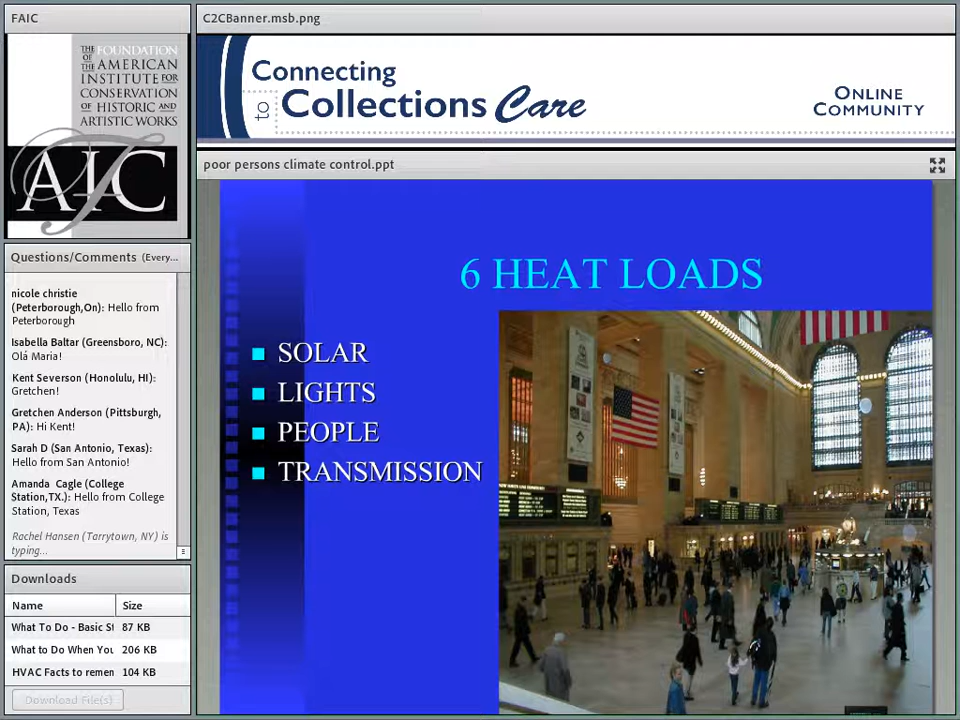 FAIC
THE FOUNDATION
OF THE AMERICAN
INSTITUTE FOR
CONSERVATION
OF HISTORIC AND
ARTISTIC WORKS
AIC
Questions/Comments (Every...
nicole christie
(Peterborough,On): Hello from
Peterborough
Isabella Baltar (Greensboro, NC):
Olá Maria!
Kent Severson (Honolulu, HI):
Gretchen!
Gretchen Anderson (Pittsburgh,
PA): Hi Kent!
Sarah D (San Antonio, Texas):
Hello from San Antonio!
Amanda Cagle (College
Station,TX.): Hello from College
Station, Texas
Rachel Hansen (Tarrytown, NY) is
typing...
Downloads
Name Size
What To Do - Basic St 87 KB
What to Do When You 206 KB
HVAC Facts to remen 104 KB
Download File(s)
C2CBanner.msb.png
Connecting
to Collections Care
ONLINE
COMMUNITY
poor persons climate control.ppt
6 HEAT LOADS
SOLAR
LIGHTS
PEOPLE
TRANSMISSION